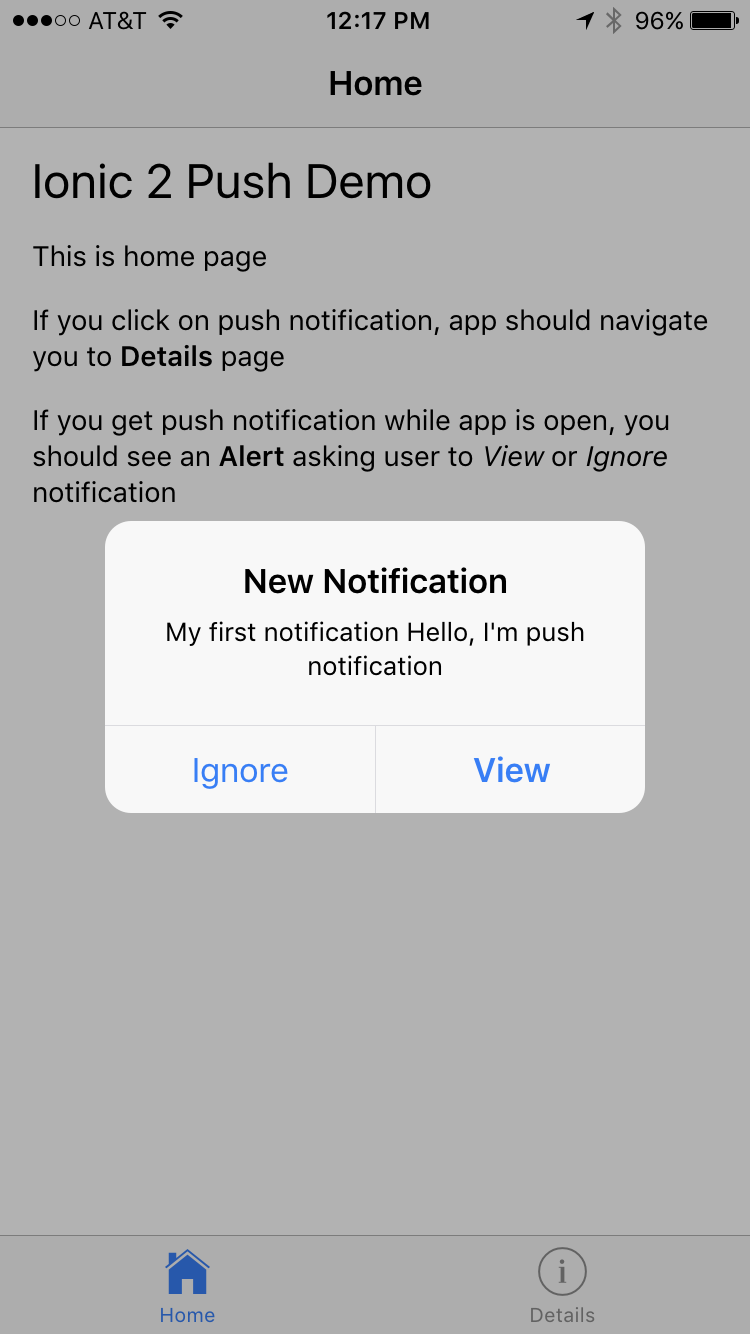 AT&T 12:17 PM 96%
Home
Ionic 2 Push Demo
This is home page
If you click on push notification, app should navigate
you to Details page
If you get push notification while app is open, you
should see an Alert asking user to View or Ignore
notification
New Notification
My first notification Hello, I'm push
notification
Ignore View
Home Details